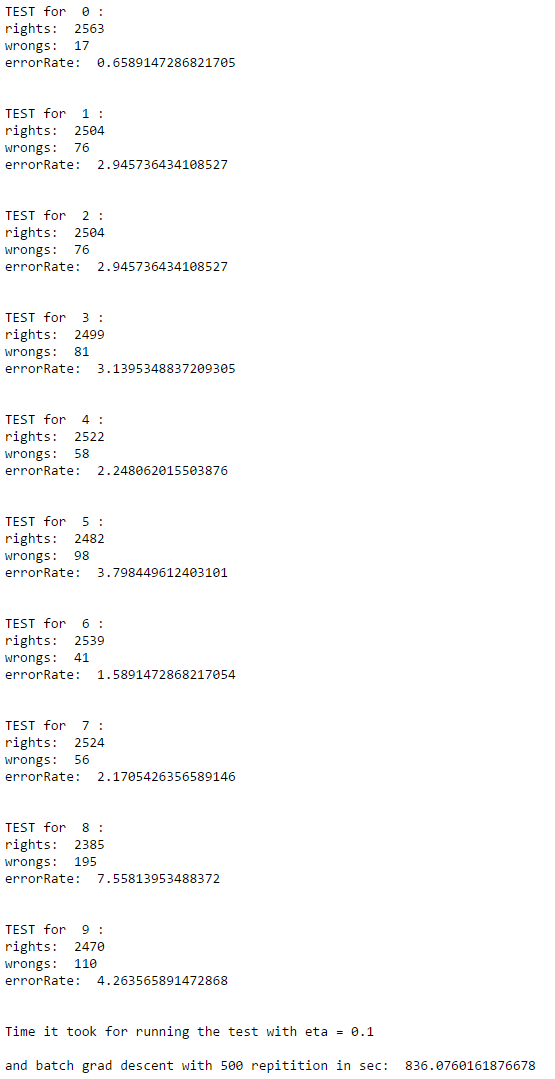 TEST for  0 :
rights:  2563
wrongs:  17
errorRate:  0.6589147286821705
TEST for  1 :
rights:  2504
wrongs:  76
errorRate:  2.945736434108527
TEST for  2 :
rights:  2504
wrongs:  76
errorRate:  2.945736434108527
TEST for  3 :
rights:  2499
wrongs:  81
errorRate:  3.1395348837209305
TEST for  4 :
rights:  2522
wrongs:  58
errorRate:  2.248062015503876
TEST for  5 :
rights:  2482
wrongs:  98
errorRate:  3.798449612403101
TEST for  6 :
rights:  2539
wrongs:  41
errorRate:  1.5891472868217054
TEST for  7 :
rights:  2524
wrongs:  56
errorRate:  2.1705426356589146
TEST for  8 :
rights:  2385
wrongs:  195
errorRate:  7.55813953488372
TEST for  9 :
rights:  2470
wrongs:  110
errorRate:  4.263565891472868
Time it took for running the test with eta = 0.1
and batch grad descent with 500 repitition in sec:  836.0760161876678